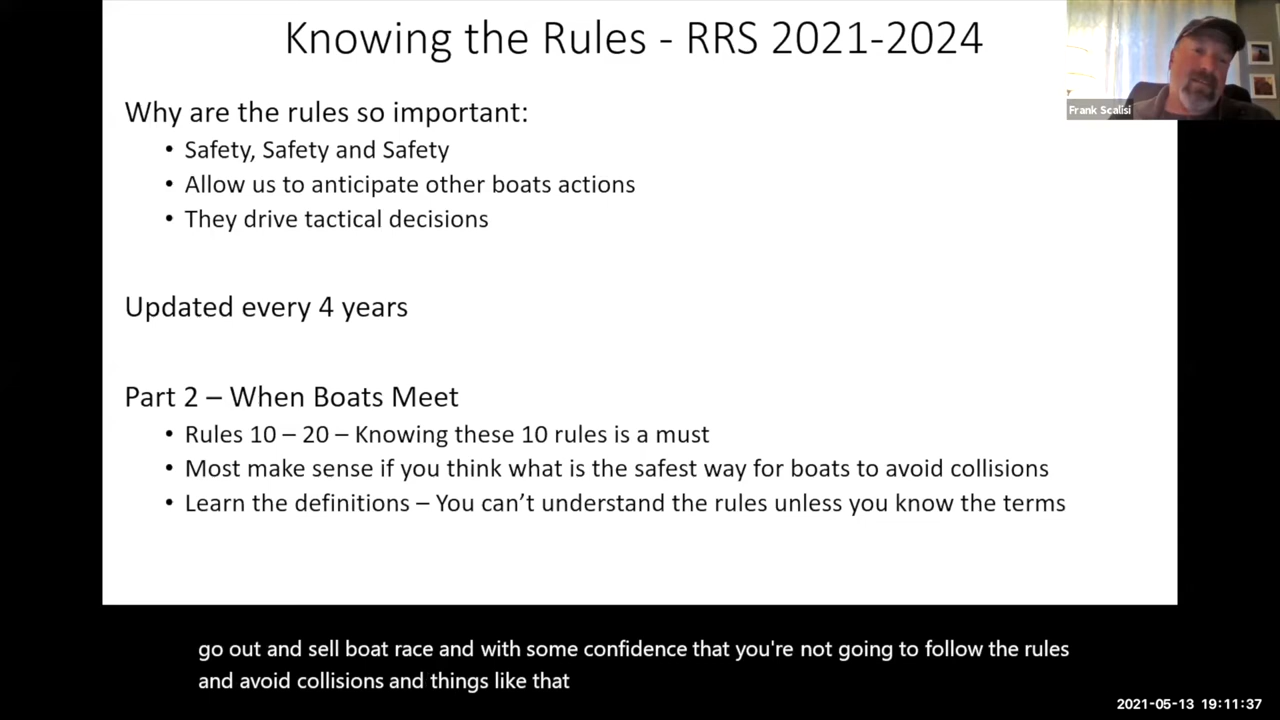 Knowing the Rules - RRS 2021-2024
Frank Scalisi
Why are the rules so important:
• Safety, Safety and Safety
• Allow us to anticipate other boats actions
• They drive tactical decisions
Updated every 4 years
Part 2 – When Boats Meet
• Rules 10 – 20 – Knowing these 10 rules is a must
• Most make sense if you think what is the safest way for boats to avoid collisions
• Learn the definitions – You can’t understand the rules unless you know the terms
go out and sell boat race and with some confidence that you're not going to follow the rules
and avoid collisions and things like that
2021-05-13 19:11:37